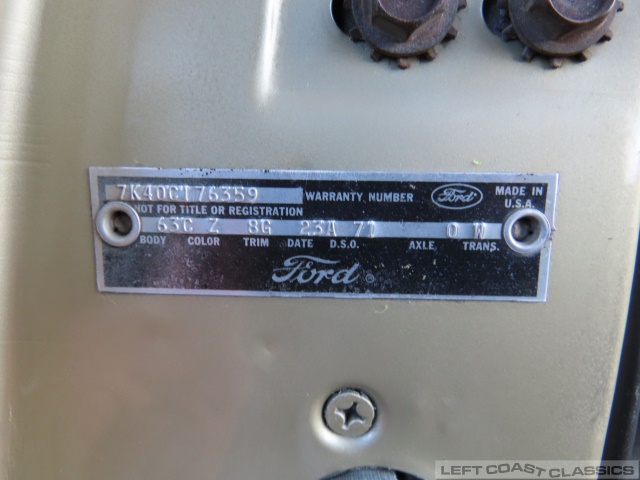 7K40CT76359 WARRANTY NUMBER Ford MADE IN U.S.A.
NOT FOR TITLE OR REGISTRATION
63C Z 8G 23A 71 0 W
BODY COLOR TRIM DATE D.S.O. AXLE TRANS.
Ford ®
LEFT COAST CLASSICS